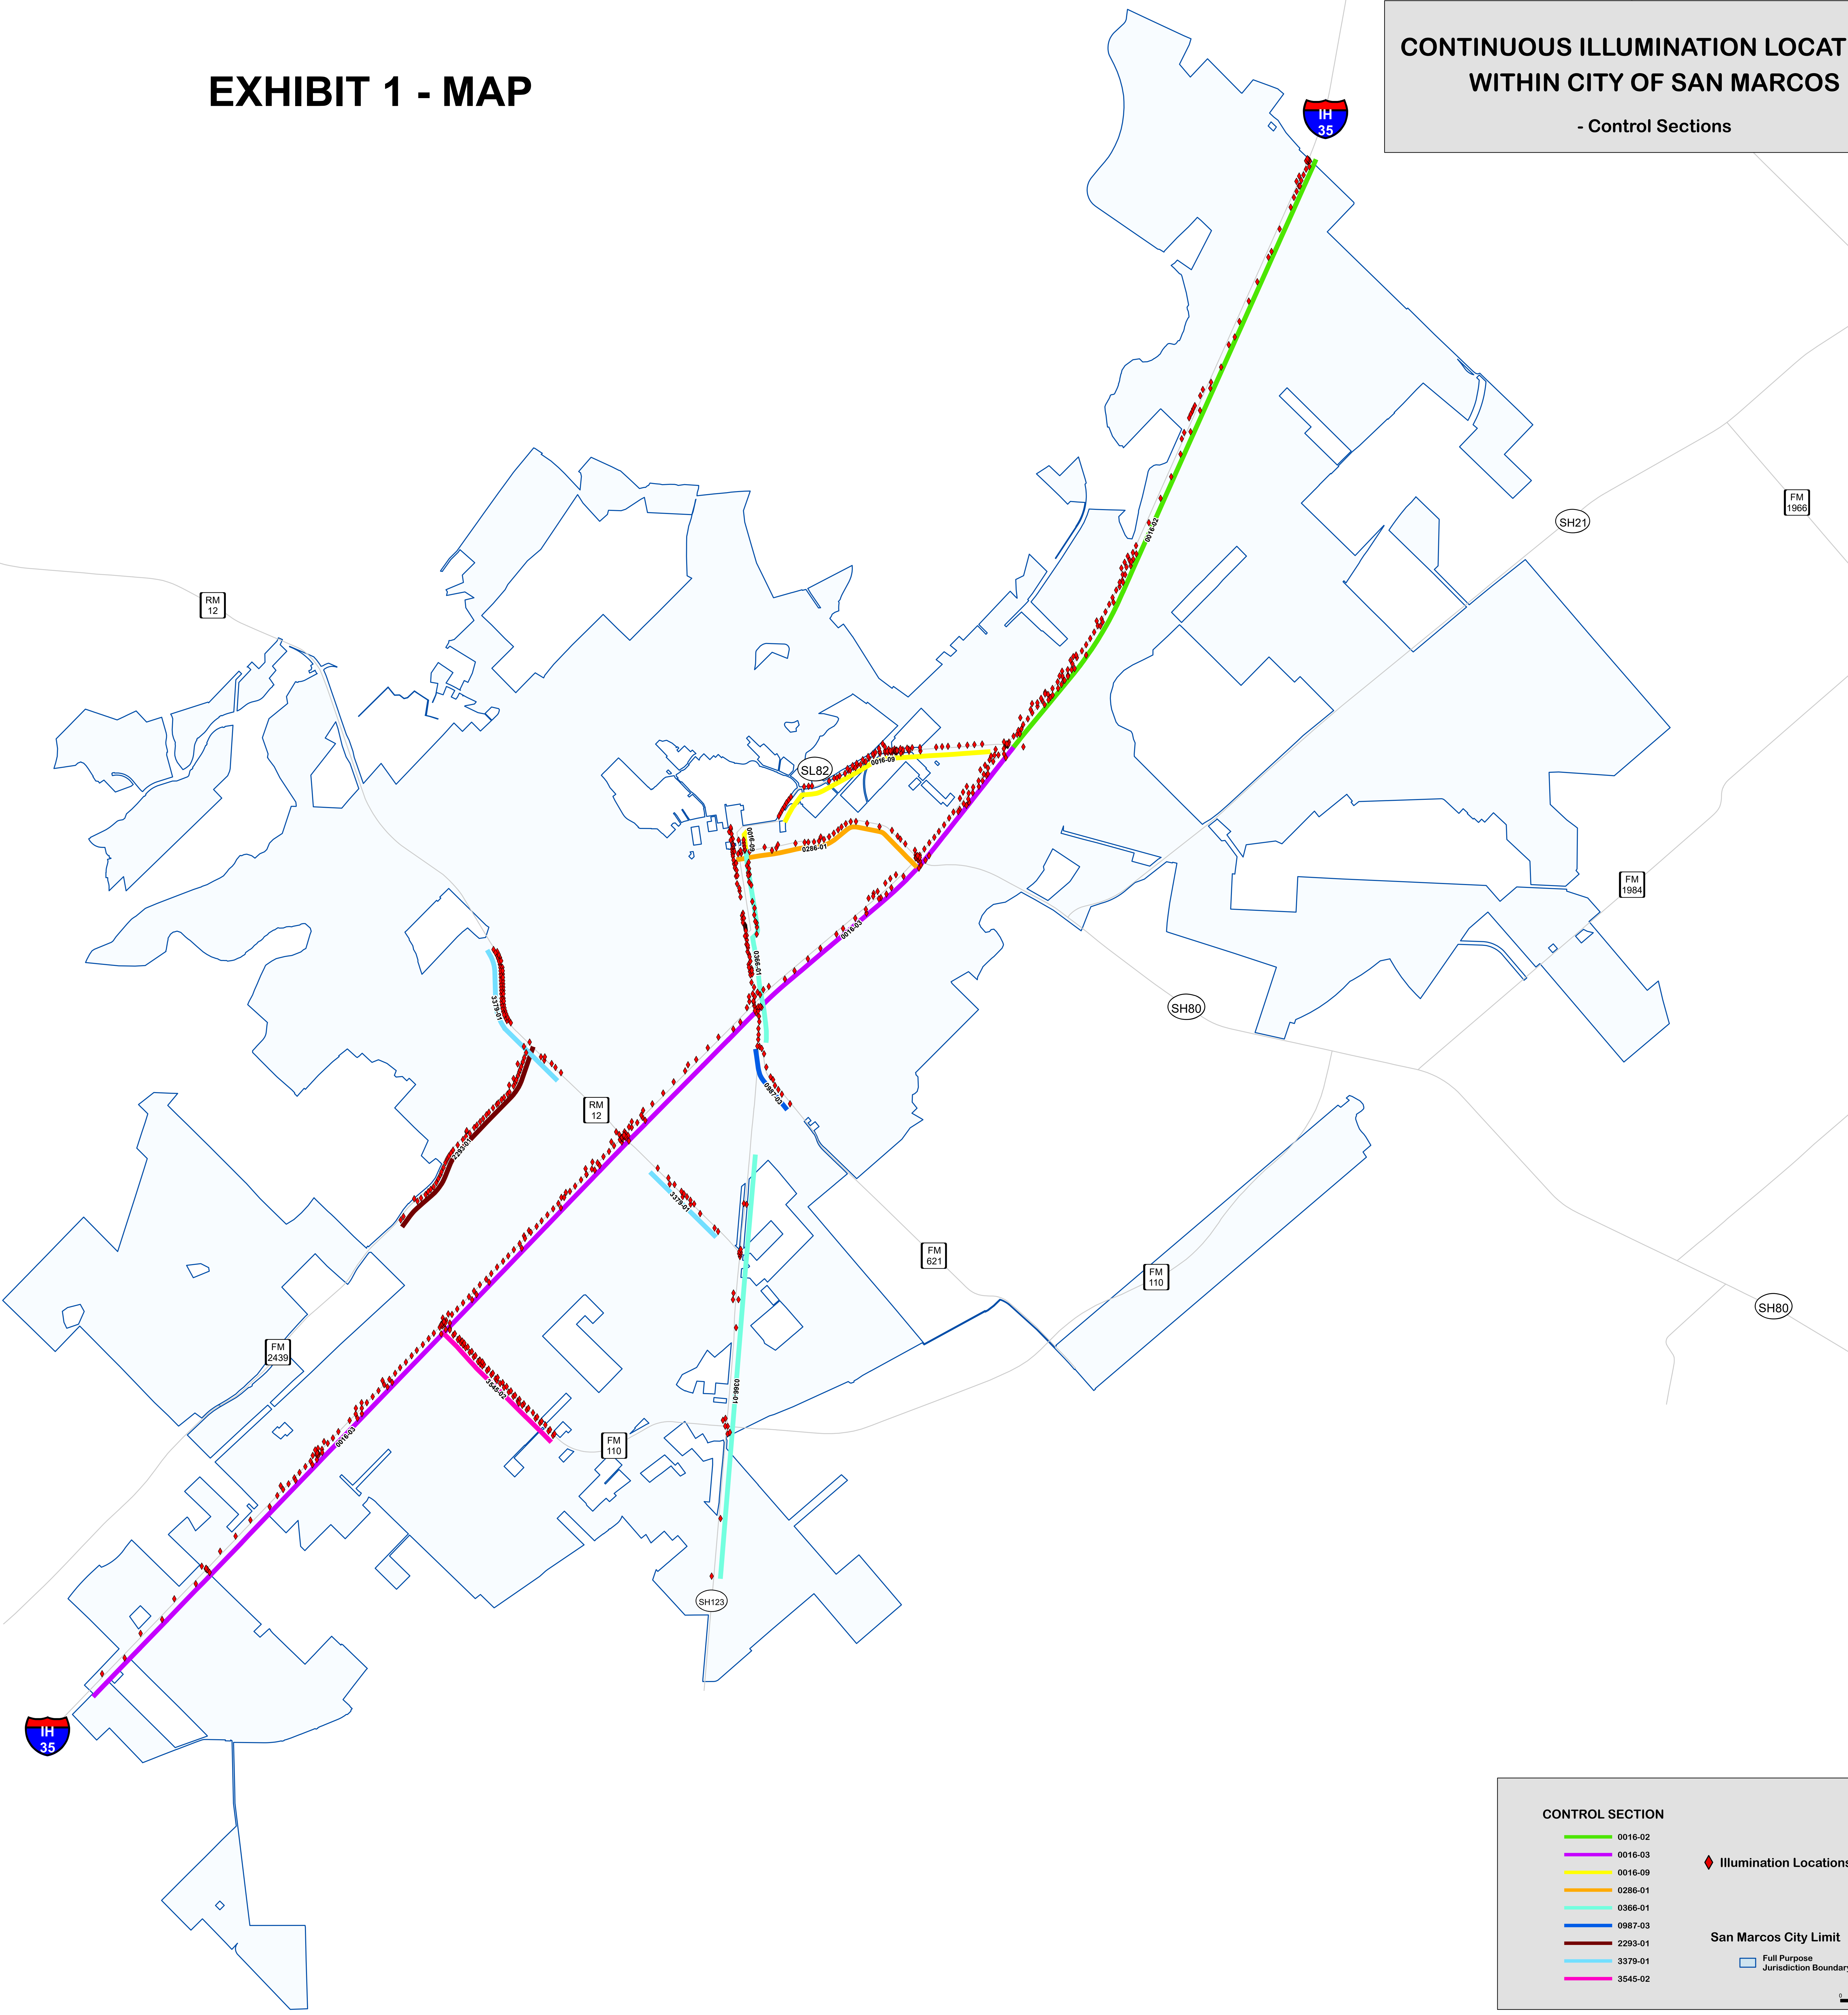 EXHIBIT 1 - MAP
CONTINUOUS ILLUMINATION LOCAT
WITHIN CITY OF SAN MARCOS
- Control Sections
IH
35
FM
1966
SH21
0016-02
RM
12
SL82
0016-09
0016-09
0286-01
FM
1984
0016-03
0366-01
SH80
3379-01
0987-03
RM
12
2293-01
3379-01
FM
621
FM
110
SH80
FM
2439
3545-02
0366-01
0016-03
FM
110
SH123
IH
35
CONTROL SECTION
0016-02
0016-03
0016-09
0286-01
0366-01
0987-03
2293-01
3379-01
3545-02
Illumination Locations
San Marcos City Limit
Full Purpose
Jurisdiction Boundary
0